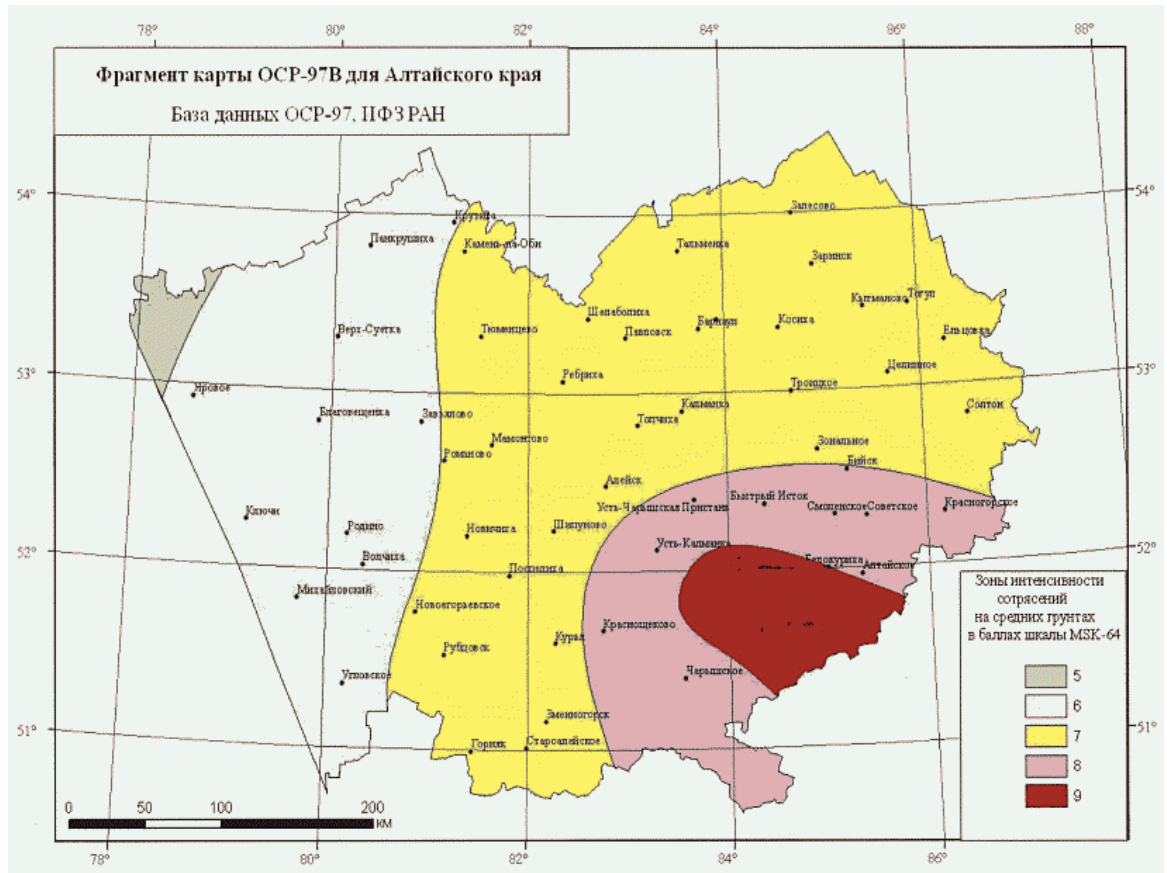 78°
80°
82°
84°
86°
88°
Фрагмент карты ОСР-97В для Алтайского края
База данных ОСР-97, ИФЗ РАН
54°
54°
Залесово
Крутиха
Панкрушиха
Камень-на-Оби
Тальменка
Заринск
Кытманово
Тогул
Шелаболиха
Барнаул
Косиха
Верх-Суетка
Тюменцево
Павловск
Ельцовка
53°
53°
Целинное
Ребриха
Троицкое
Яровое
Калманка
Солтон
Благовещенка
Завьялово
Топчиха
Мамонтово
Зональное
Романово
Бийск
Алейск
Быстрый Исток
Красногорское
Усть-Чарышская Пристань
Смоленское
Советское
Ключи
Родино
Новичиха
Шипуново
Усть-Калманка
52°
52°
Волчиха
Белокуриха
Алтайское
Поспелиха
Михайловский
Новоегорьевское
Краснощеково
Курья
Рубцовск
Чарышское
Угловское
51°
51°
Змеиногорск
Горняк
Староалейское
Зоны интенсивности
сотрясений
на средних грунтах
в баллах шкалы MSK-64
5
6
7
8
9
0
50
100
200
КМ
78°
80°
82°
84°
86°